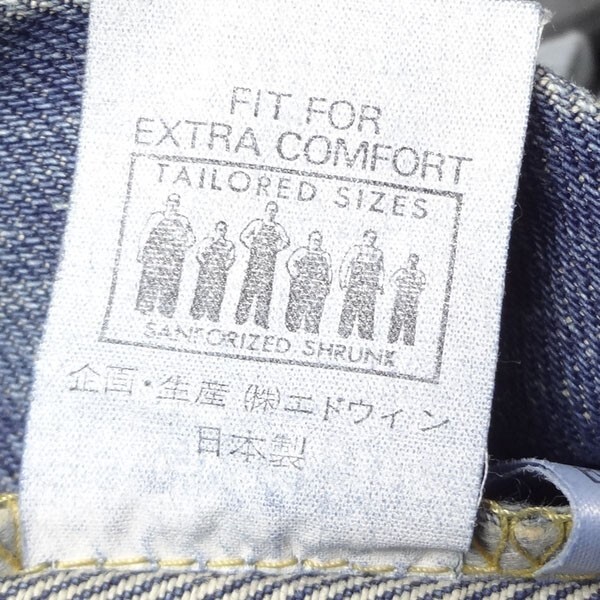 FIT FOR
EXTRA COMFORT
TAILORED SIZES
SANFORIZED SHRUNK
企画・生産 ㈱エドウィン
日本製